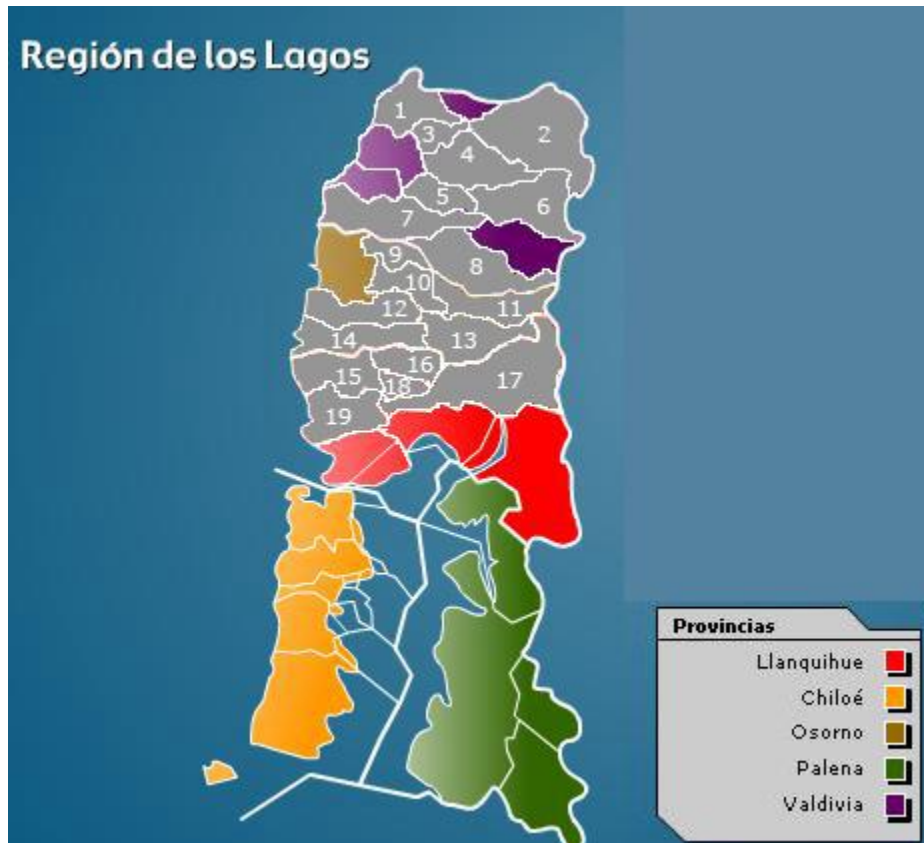 Región de los Lagos
1
2
3
4
5
6
7
8
9
10
11
12
13
14
15
16
17
18
19
Provincias
Llanquihue
Chiloé
Osorno
Palena
Valdivia